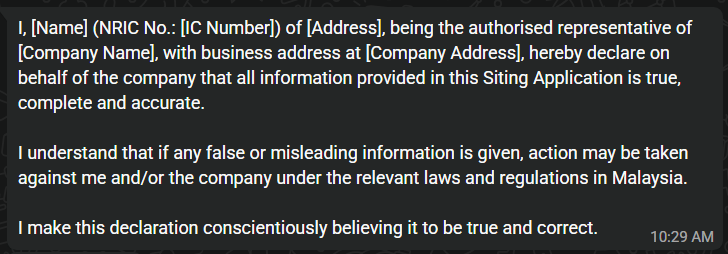 I, [Name] (NRIC No.: [IC Number]) of [Address], being the authorised representative of
[Company Name], with business address at [Company Address], hereby declare on
behalf of the company that all information provided in this Siting Application is true,
complete and accurate.
I understand that if any false or misleading information is given, action may be taken
against me and/or the company under the relevant laws and regulations in Malaysia.
I make this declaration conscientiously believing it to be true and correct.
10:29 AM